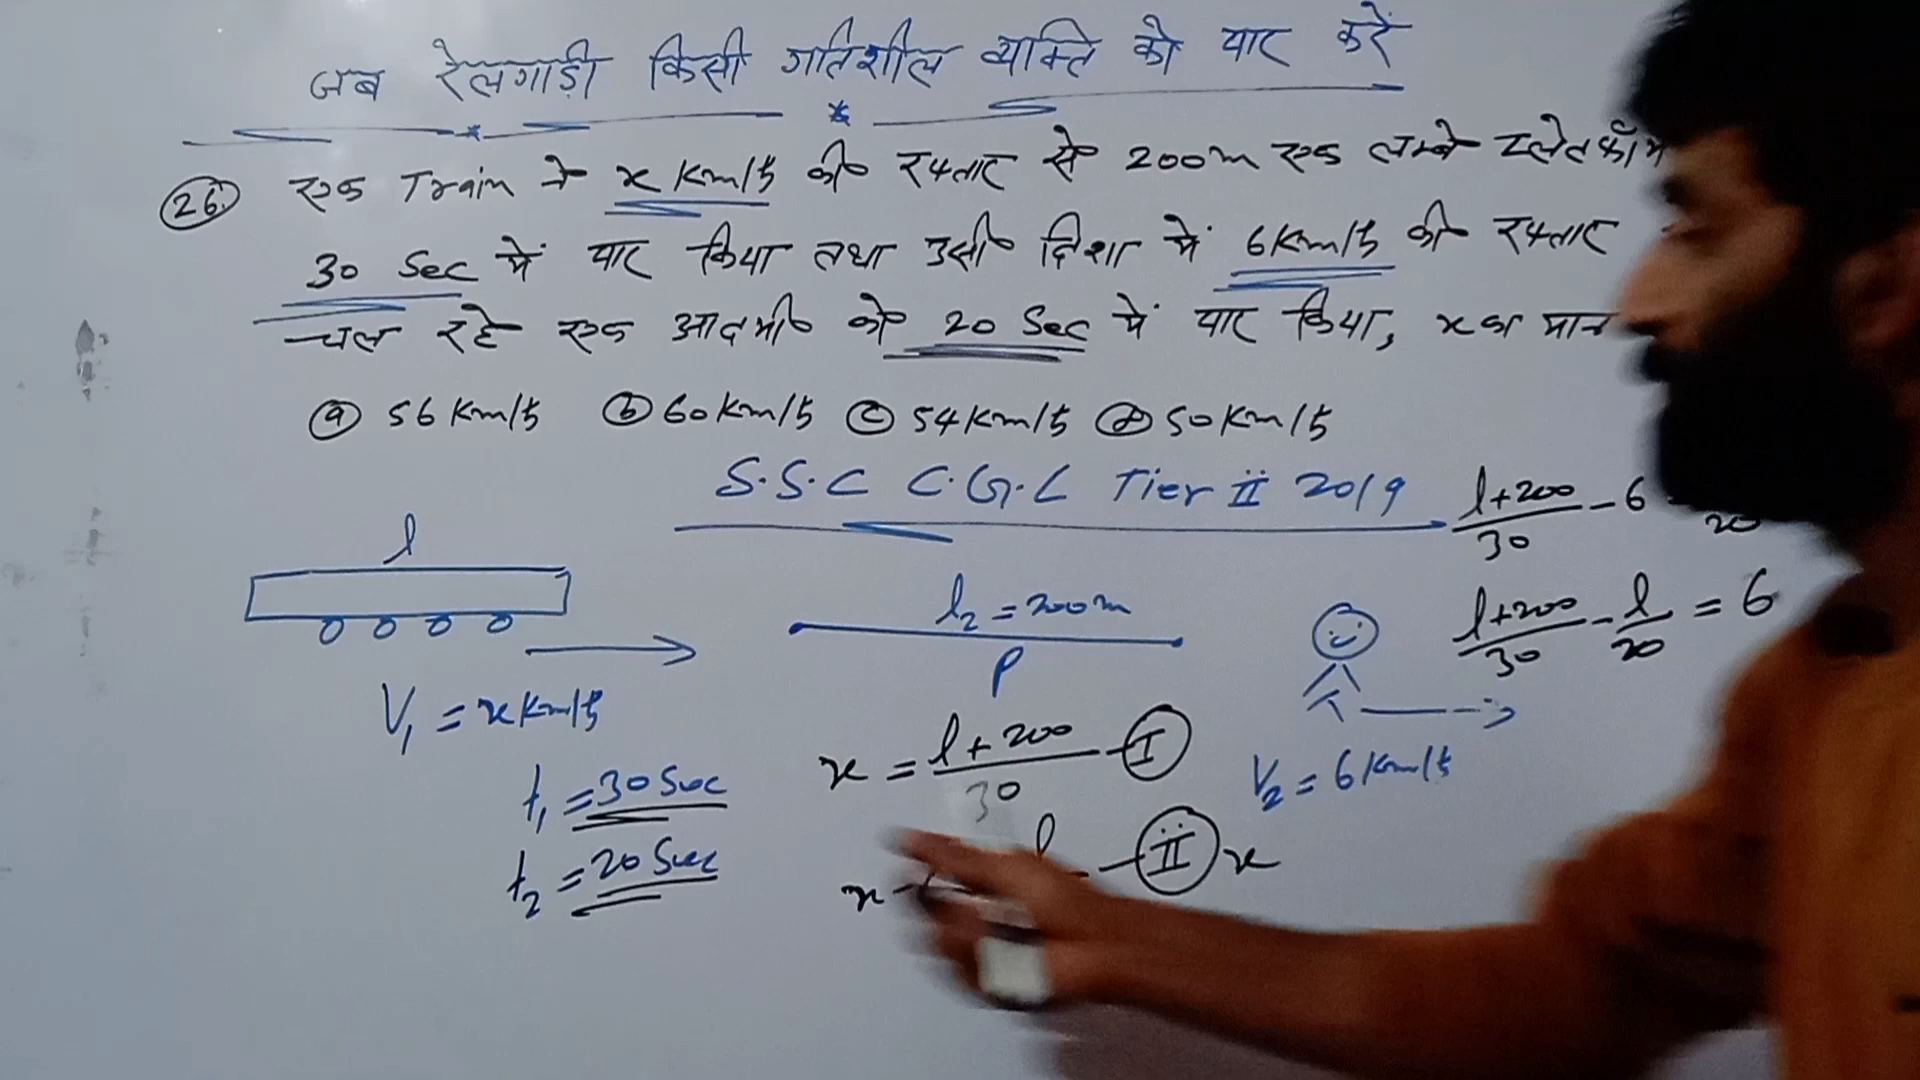 जब रेलगाड़ी किसी गतिशील व्यक्ति को पार करें
26. एक Train ने x km/h की रफ्तार से 200m एक लम्बे प्लेटफॉर्म
30 Sec में पार किया तथा उसी दिशा में 6km/h की रफ्तार
चल रहे एक आदमी को 20 Sec में पार किया, x का मान
(a) 56 km/h (b) 60 km/h (c) 54 km/h (d) 50 km/h
S.S.C C.G.L Tier II 2019
(l+200)/30 - 6
20
l
l₂ = 200m
(l+200)/30 - l/20 = 6
P
V₁ = x km/h
x = (l+200)/30 - I
V₂ = 6 km/h
t₁ = 30 Sec
l
- II x
t₂ = 20 Sec
x -